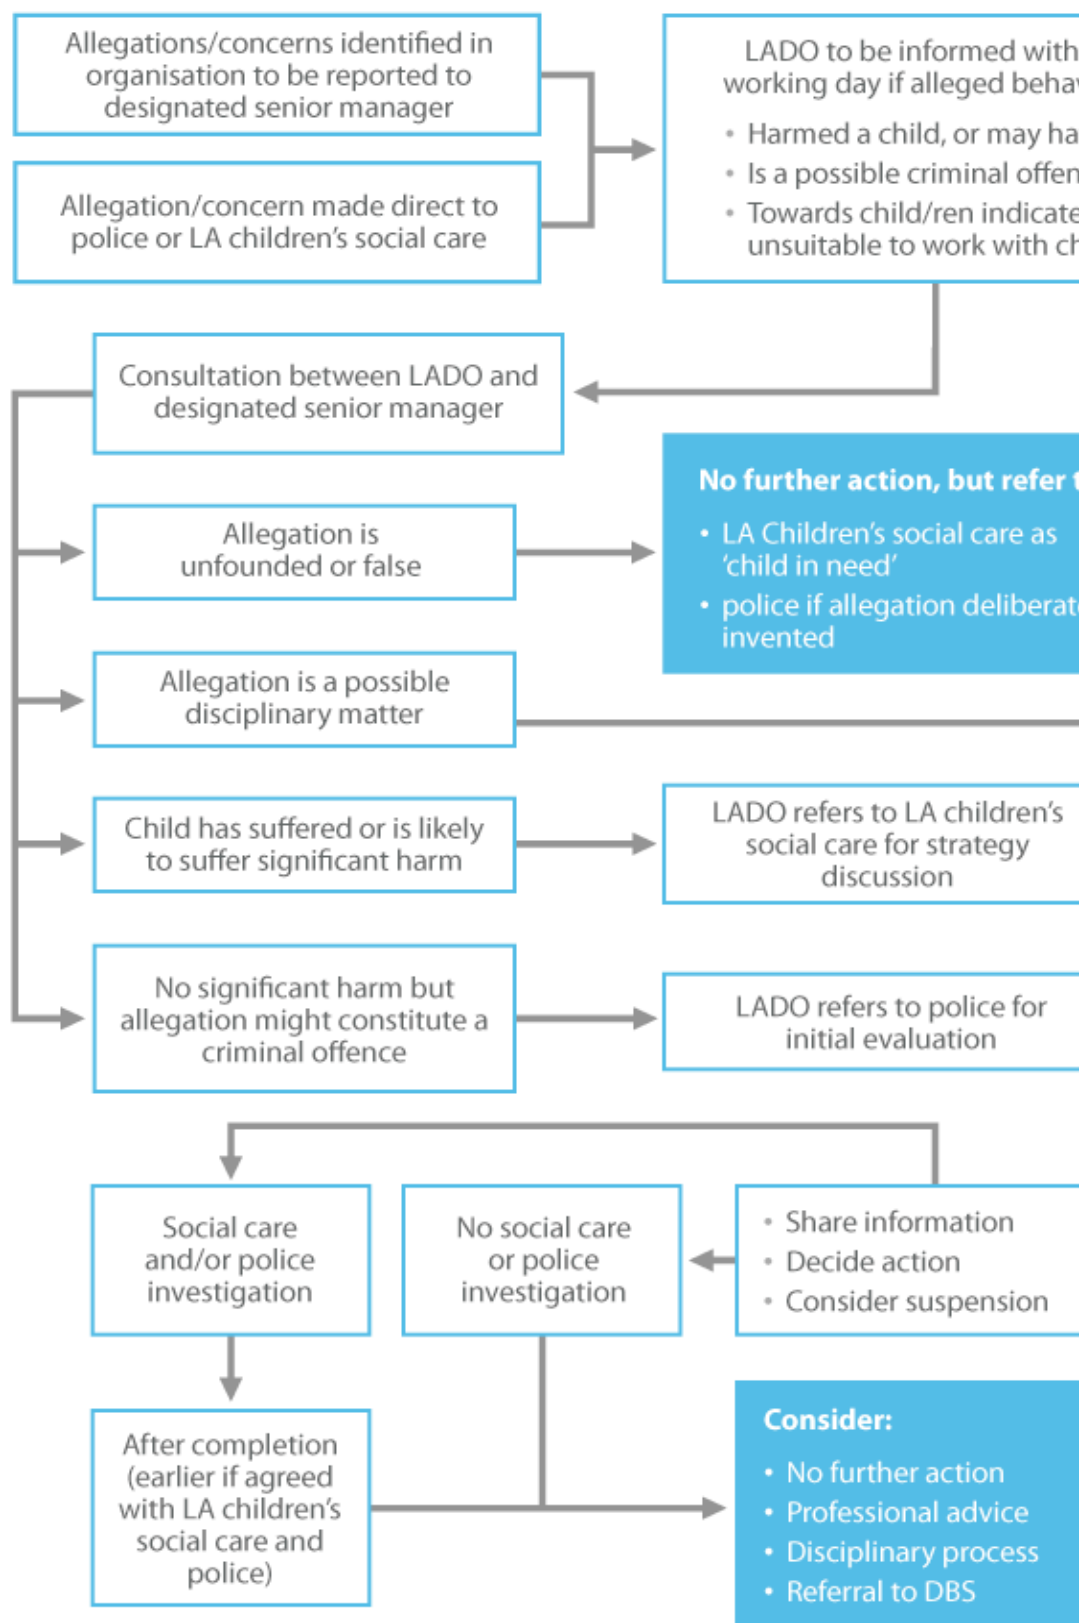 Allegations/concerns identified in
organisation to be reported to
designated senior manager
Allegation/concern made direct to
police or LA children's social care
LADO to be informed with
working day if alleged
• Harmed a child, or may
• Is a possible criminal
• Towards child/ren
unsuitable to work with
Consultation between LADO and
designated senior manager
Allegation is
unfounded or false
No further action, but refer
• LA Children's social care as
'child in need'
• police if allegation
invented
Allegation is a possible
disciplinary matter
Child has suffered or is likely
to suffer significant harm
LADO refers to LA children's
social care for strategy
discussion
No significant harm but
allegation might constitute a
criminal offence
LADO refers to police for
initial evaluation
Social care
and/or police
investigation
No social care
or police
investigation
• Share information
• Decide action
• Consider suspension
After completion
(earlier if agreed
with LA children's
social care and
police)
Consider:
• No further action
• Professional advice
• Disciplinary process
• Referral to DBS